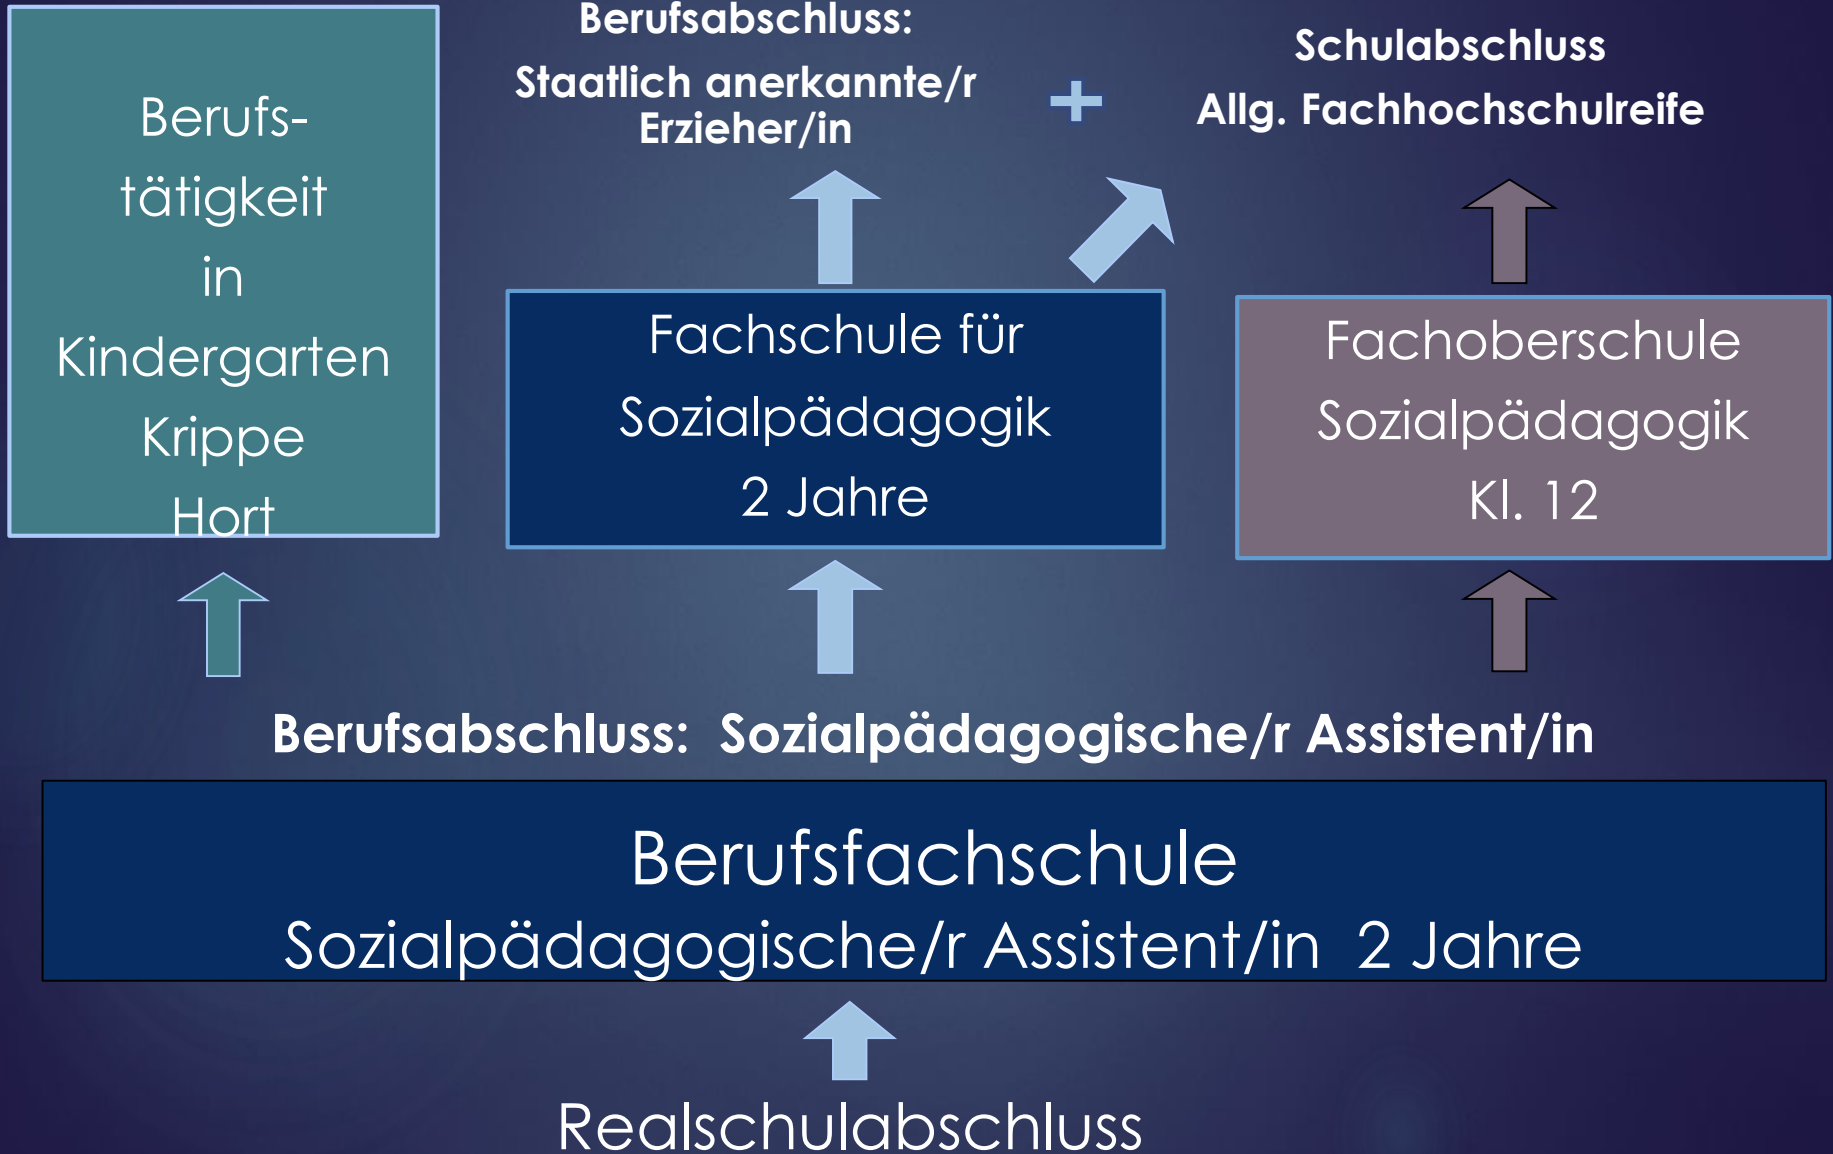 Berufs-
tätigkeit
in
Kindergarten
Krippe
Hort
Berufsabschluss:
Staatlich anerkannte/r
Erzieher/in
Schulabschluss
Allg. Fachhochschulreife
Fachschule für
Sozialpädagogik
2 Jahre
Fachoberschule
Sozialpädagogik
Kl. 12
Berufsabschluss: Sozialpädagogische/r Assistent/in
Berufsfachschule
Sozialpädagogische/r Assistent/in 2 Jahre
Realschulabschluss